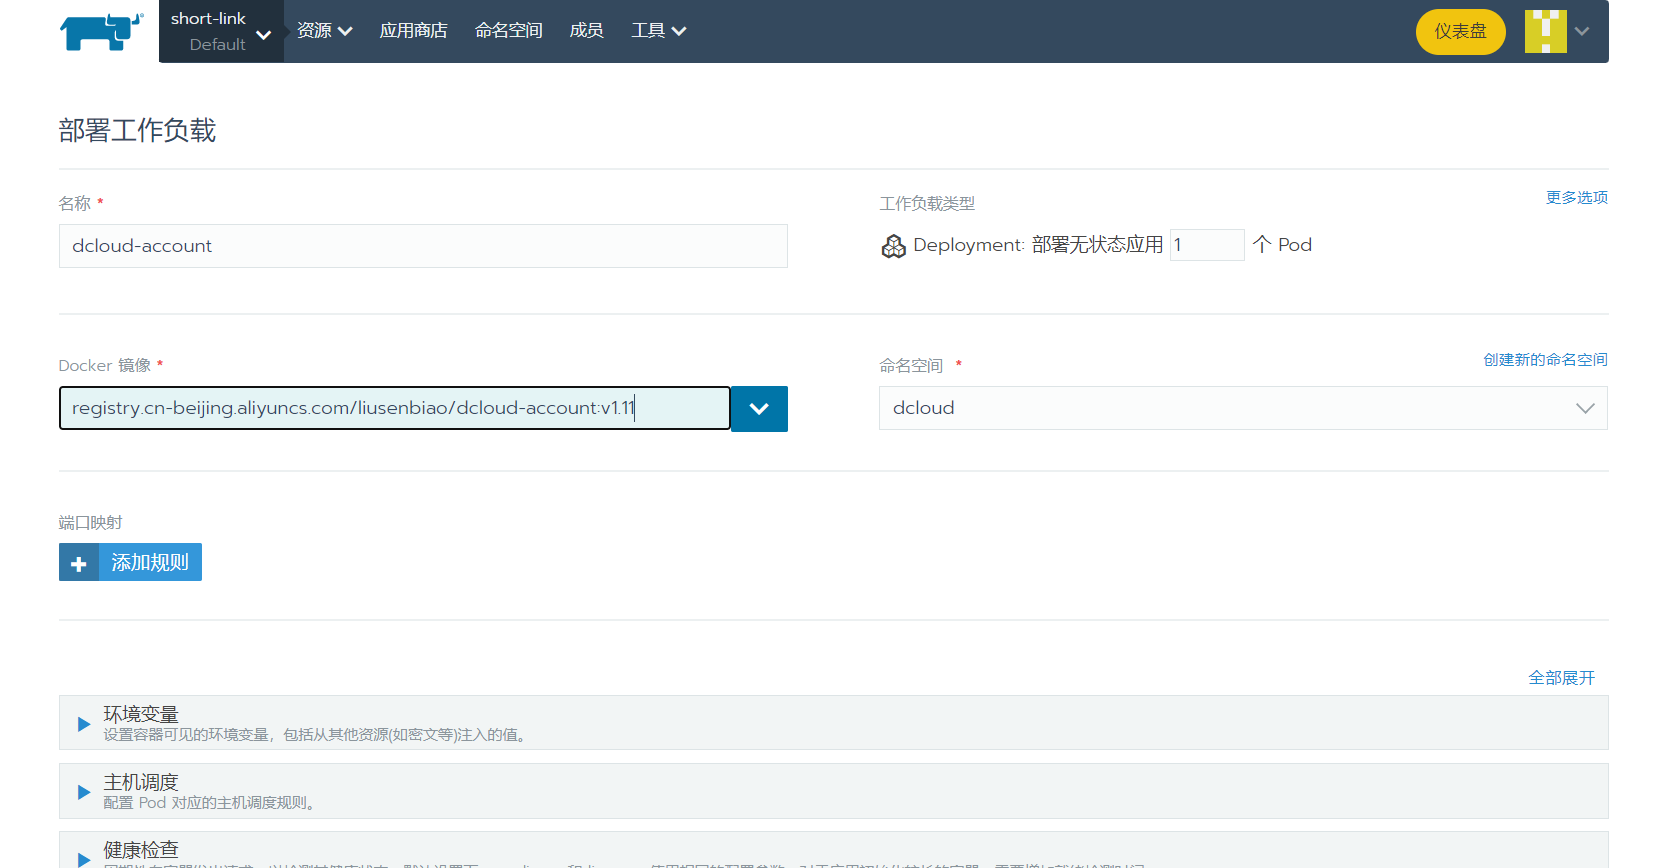 short-link
Default
资源
应用商店
命名空间
成员
工具
仪表盘
部署工作负载
名称 *
工作负载类型
更多选项
dcloud-account
Deployment: 部署无状态应用 1 个 Pod
Docker 镜像 *
命名空间 *
创建新的命名空间
registry.cn-beijing.aliyuncs.com/liusenbiao/dcloud-account:v1.11
dcloud
端口映射
添加规则
全部展开
环境变量
设置容器可见的环境变量，包括从其他资源(如密文等)注入的值。
主机调度
配置 Pod 对应的主机调度规则。
健康检查